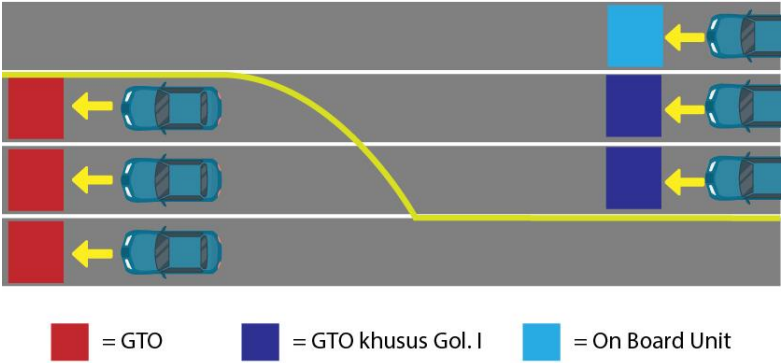 = GTO
= GTO khusus Gol. I
= On Board Unit